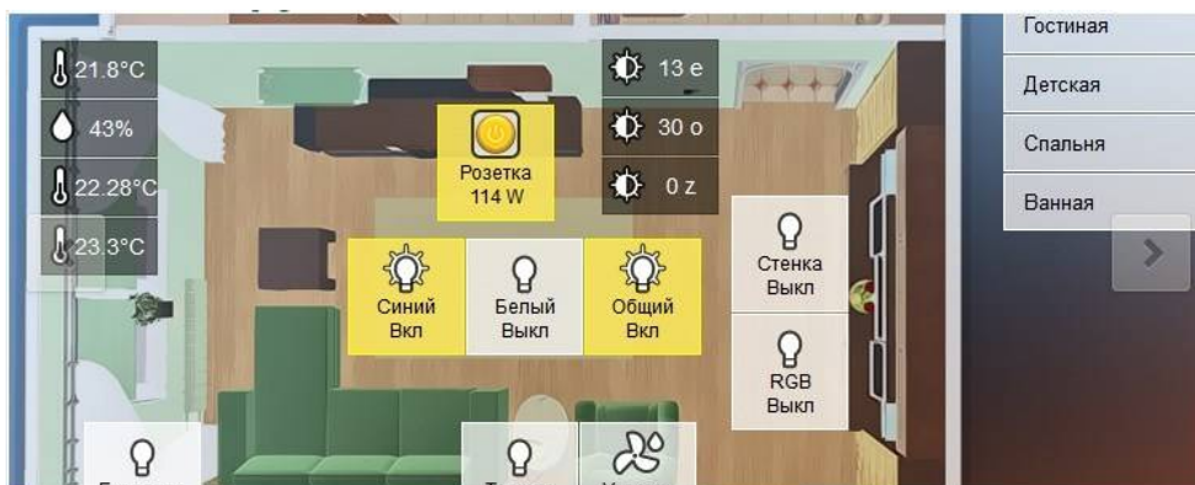 21.8°C
43%
22.28°C
23.3°C
Розетка
114 W
13 e
30 o
0 z
Синий
Вкл
Белый
Выкл
Общий
Вкл
Стенка
Выкл
RGB
Выкл
Гостиная
Детская
Спальня
Ванная